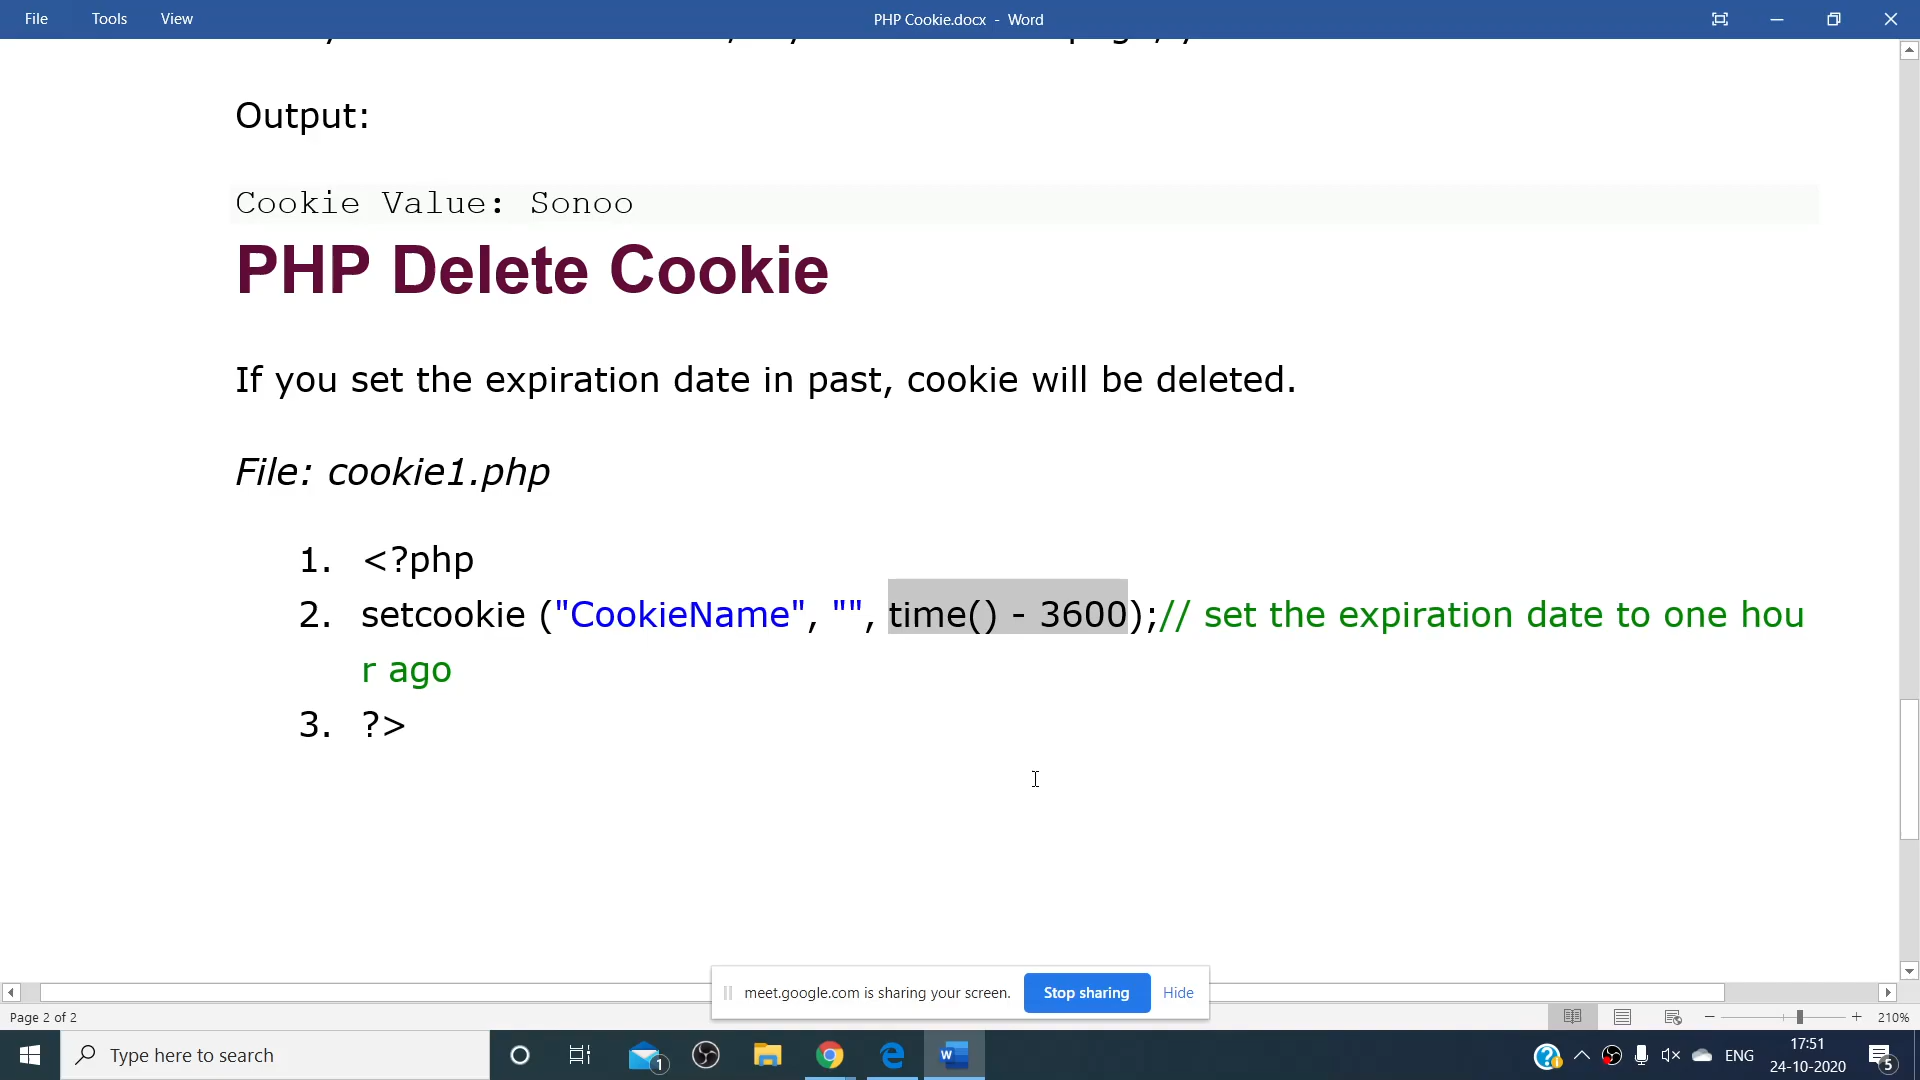 File Tools View PHP Cookie.docx - Word
Output:
Cookie Value: Sonoo
PHP Delete Cookie
If you set the expiration date in past, cookie will be deleted.
File: cookie1.php
1. <?php
2. setcookie ("CookieName", "", time() - 3600);// set the expiration date to one hou
r ago
3. ?>
meet.google.com is sharing your screen. Stop sharing Hide
Page 2 of 2 210%
Type here to search 1 ENG 17:51
24-10-2020 5